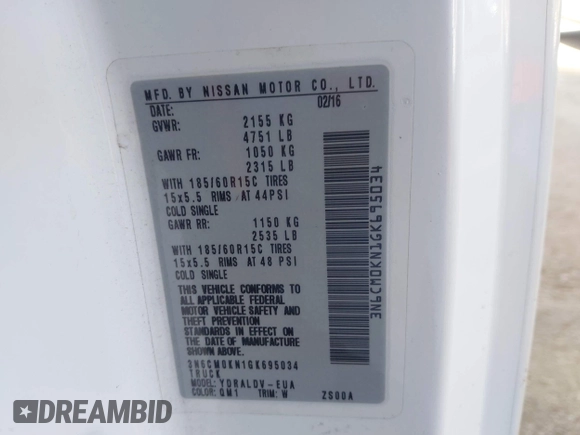 MFD. BY NISSAN MOTOR CO., LTD.
DATE: 02/16
GVWR: 2155 KG
4751 LB
GAWR FR: 1050 KG
2315 LB
WITH 185/60R15C TIRES
15x5.5 RIMS AT 44PSI
COLD SINGLE
GAWR RR: 1150 KG
2535 LB
WITH 185/60R15C TIRES
15x5.5 RIMS AT 48 PSI
COLD SINGLE
THIS VEHICLE CONFORMS TO
ALL APPLICABLE FEDERAL
MOTOR VEHICLE SAFETY AND
THEFT PREVENTION
STANDARDS IN EFFECT ON
THE DATE OF MANUFACTURE
SHOWN ABOVE.
3N6CM0KN1GK695034
TRUCK
MODEL: YDRALDV-EUA
COLOR: QM1 TRIM: W ZS00A
3N6CM0KN1GK695034
DREAMBID